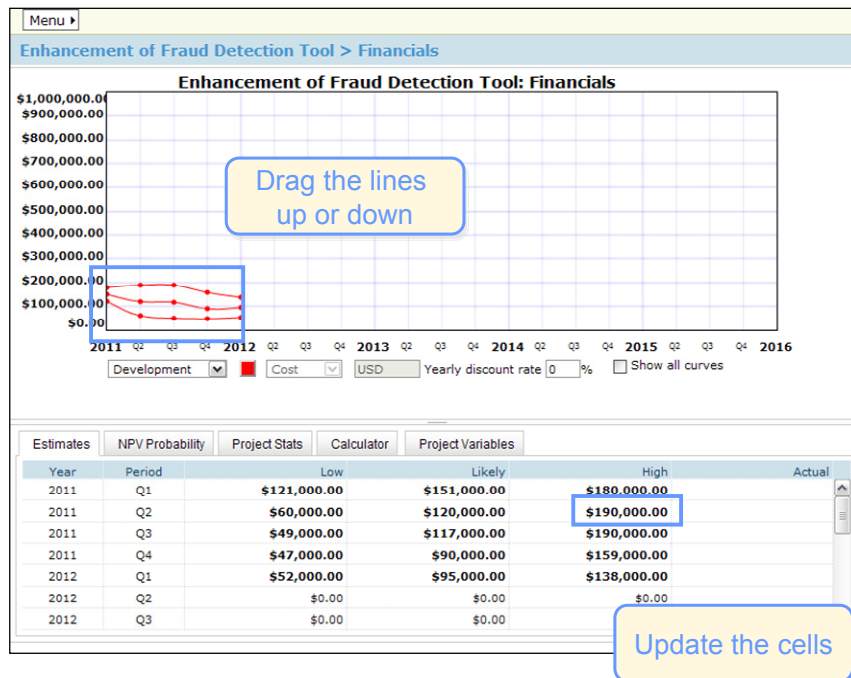 Menu
Enhancement of Fraud Detection Tool > Financials
Enhancement of Fraud Detection Tool: Financials
$1,000,000.00
$900,000.00
$800,000.00
$700,000.00
$600,000.00
$500,000.00
$400,000.00
$300,000.00
$200,000.00
$100,000.00
$0.00
Drag the lines
up or down
2011 Q2 Q3 Q4 2012 Q2 Q3 Q4 2013 Q2 Q3 Q4 2014 Q2 Q3 Q4 2015 Q2 Q3 Q4 2016
Development Cost USD Yearly discount rate 0 % Show all curves
Estimates NPV Probability Project Stats Calculator Project Variables
Year Period Low Likely High Actual
2011 Q1 $121,000.00 $151,000.00 $180,000.00
2011 Q2 $60,000.00 $120,000.00 $190,000.00
2011 Q3 $49,000.00 $117,000.00 $190,000.00
2011 Q4 $47,000.00 $90,000.00 $159,000.00
2012 Q1 $52,000.00 $95,000.00 $138,000.00
2012 Q2 $0.00 $0.00 $0.00
2012 Q3 $0.00 $0.00
Update the cells